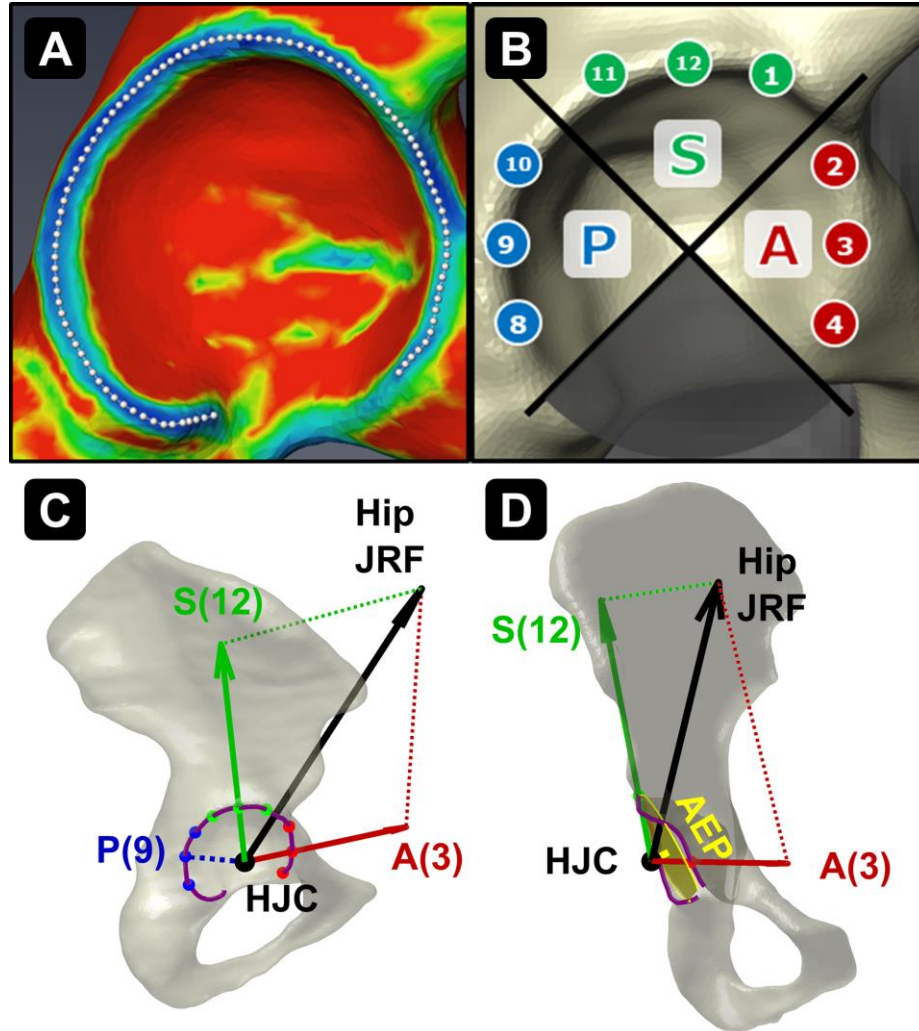 A
B
11
12
1
10
S
2
9
P
A
3
8
4
C
Hip
JRF
S(12)
P(9)
A(3)
HJC
D
Hip
JRF
S(12)
AEP
HJC
A(3)